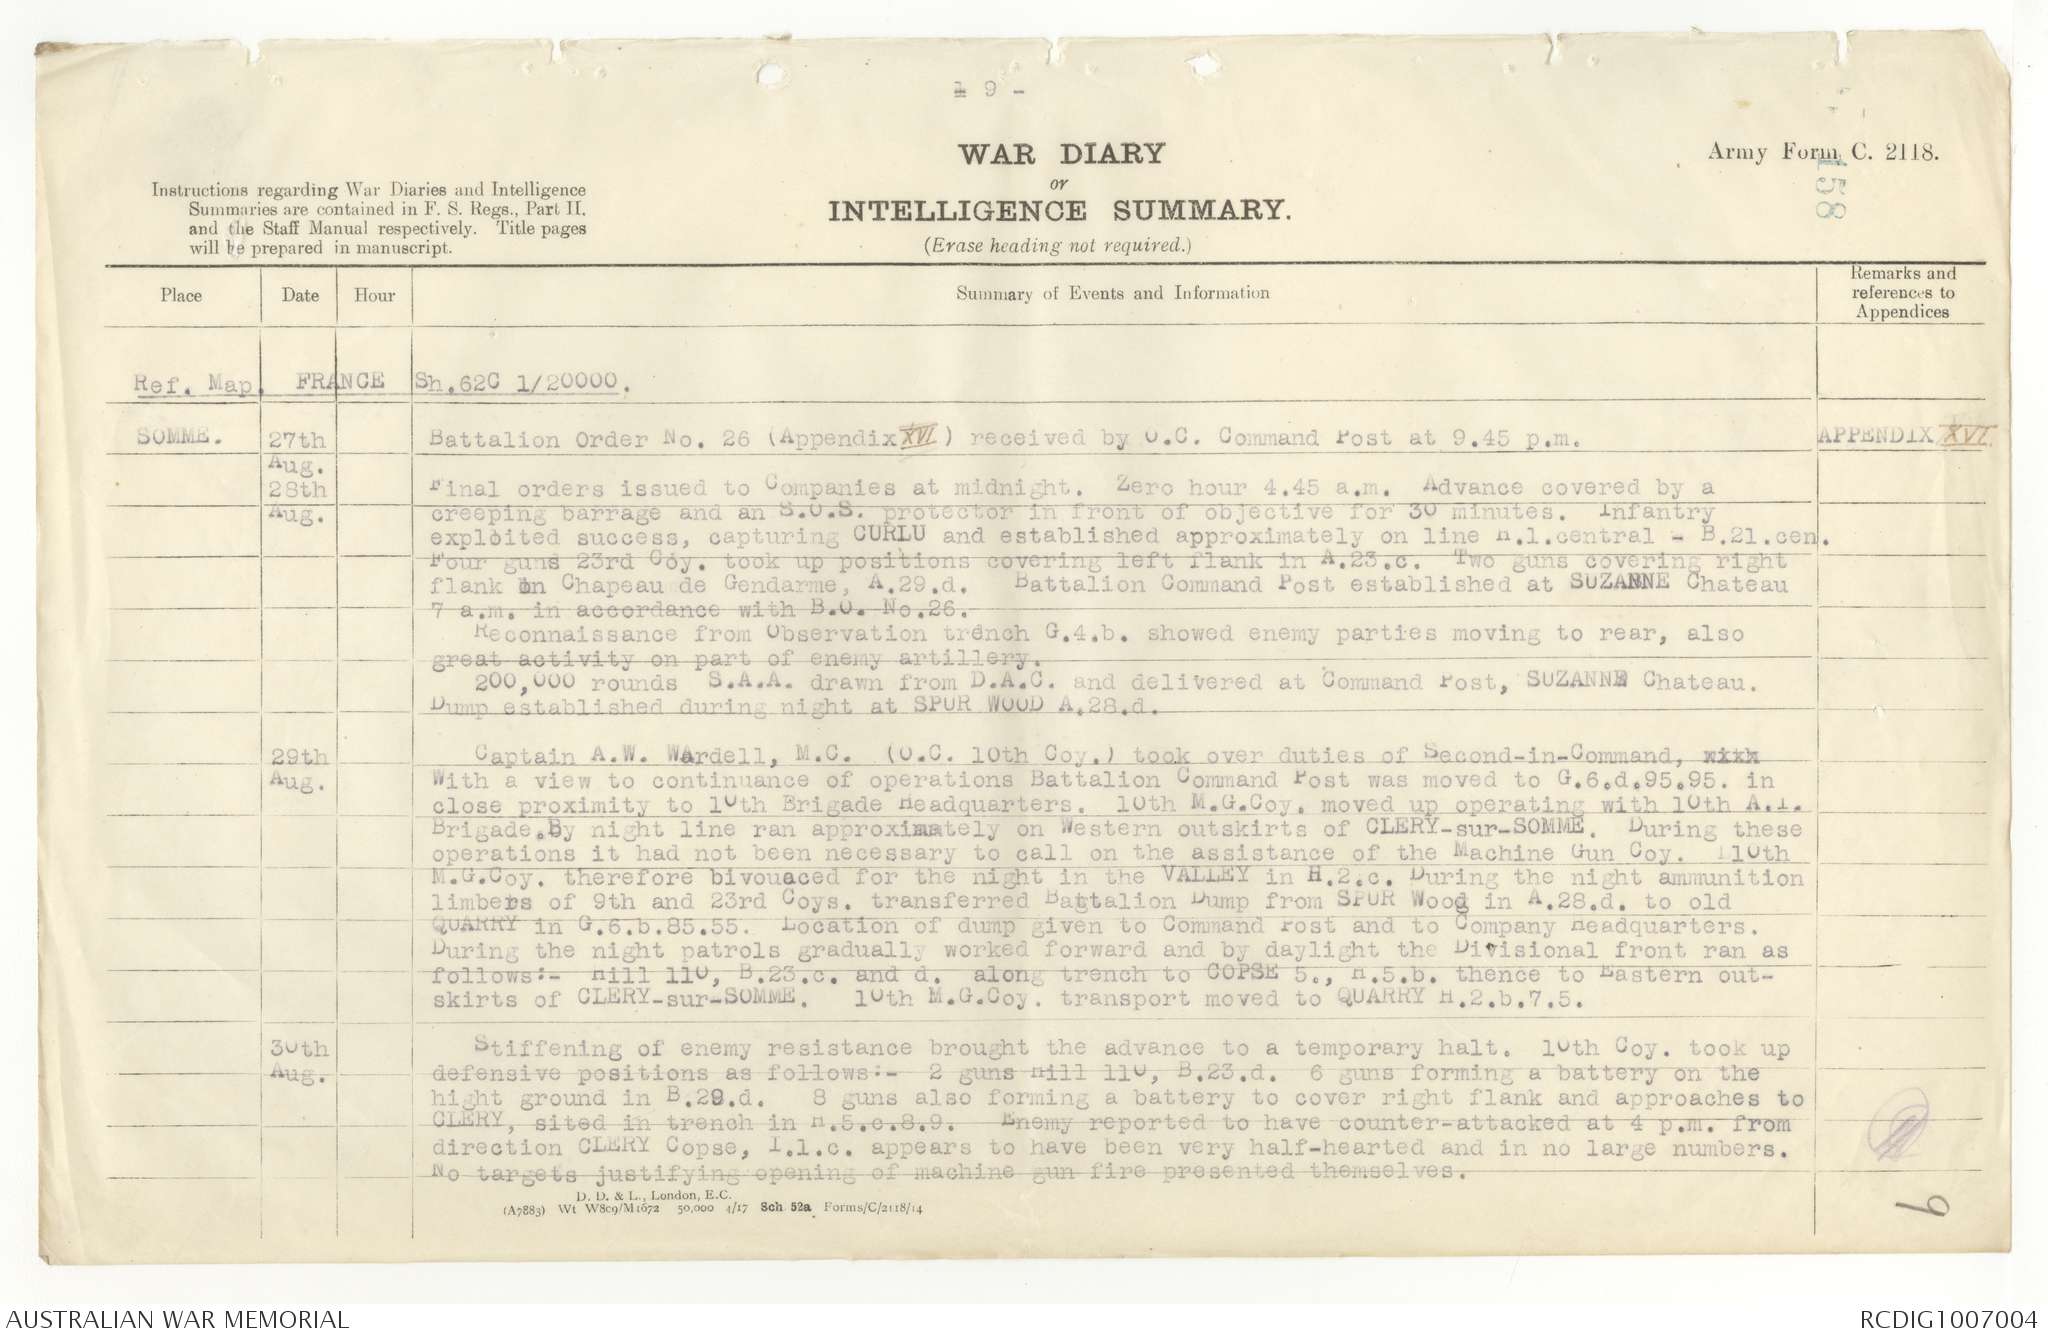 1 9 -
WAR DIARY
or
INTELLIGENCE SUMMARY.
(Erase heading not required.)
Army Form C. 2118.
158
Instructions regarding War Diaries and Intelligence
Summaries are contained in F. S. Regs., Part II.
and the Staff Manual respectively. Title pages
will be prepared in manuscript.
Place Date Hour Summary of Events and Information Remarks and
references to
Appendices
Ref. Map. FRANCE Sh.62C 1/20000.
SOMME. 27th Battalion Order No. 26 (Appendix XVI) received by O.C. Command Post at 9.45 p.m. APPENDIX XVI.
Aug.
28th Final orders issued to Companies at midnight. Zero hour 4.45 a.m. Advance covered by a
Aug. creeping barrage and an S.O.S. protector in front of objective for 30 minutes. Infantry
exploited success, capturing CURLU and established approximately on line H.1.central - B.21.cen.
Four guns 23rd Coy. took up positions covering left flank in A.23.c. Two guns covering right
flank on Chapeau de Gendarme, A.29.d. Battalion Command Post established at SUZANNE Chateau
7 a.m. in accordance with B.O. No.26.
Reconnaissance from Observation trench G.4.b. showed enemy parties moving to rear, also
great activity on part of enemy artillery.
200,000 rounds S.A.A. drawn from D.A.C. and delivered at Command Post, SUZANNE Chateau.
Dump established during night at SPUR WOOD A.28.d.
29th Captain A.W. Wardell, M.C. (O.C. 10th Coy.) took over duties of Second-in-Command, xixx
Aug. With a view to continuance of operations Battalion Command Post was moved to G.6.d.95.95. in
close proximity to 10th Brigade Headquarters. 10th M.G.Coy. moved up operating with 10th A.I.
Brigade.By night line ran approximately on Western outskirts of CLERY-sur-SOMME. During these
operations it had not been necessary to call on the assistance of the Machine Gun Coy. 110th
M.G.Coy. therefore bivouaced for the night in the VALLEY in H.2.c. During the night ammunition
limbers of 9th and 23rd Coys. transferred Battalion Dump from SPUR Wood in A.28.d. to old
QUARRY in G.6.b.85.55. Location of dump given to Command Post and to Company Headquarters.
During the night patrols gradually worked forward and by daylight the Divisional front ran as
follows:- Hill 110, B.23.c. and d. along trench to COPSE 5., H.5.b. thence to Eastern out-
skirts of CLERY-sur-SOMME. 10th M.G.Coy. transport moved to QUARRY H.2.b.7.5.
30th Stiffening of enemy resistance brought the advance to a temporary halt. 10th Coy. took up
Aug. defensive positions as follows:- 2 guns Hill 110, B.23.d. 6 guns forming a battery on the
hight ground in B.29.d. 8 guns also forming a battery to cover right flank and approaches to
CLERY, sited in trench in H.5.c.8.9. Enemy reported to have counter-attacked at 4 p.m. from
direction CLERY Copse, I.1.c. appears to have been very half-hearted and in no large numbers.
No targets justifying opening of machine gun fire presented themselves.
9
D. D. & L., London, E.C.
(A7883) Wt W809/M1672 50,000 4/17 Sch 52a Forms/C/2118/14
AUSTRALIAN WAR MEMORIAL
RCDIG1007004